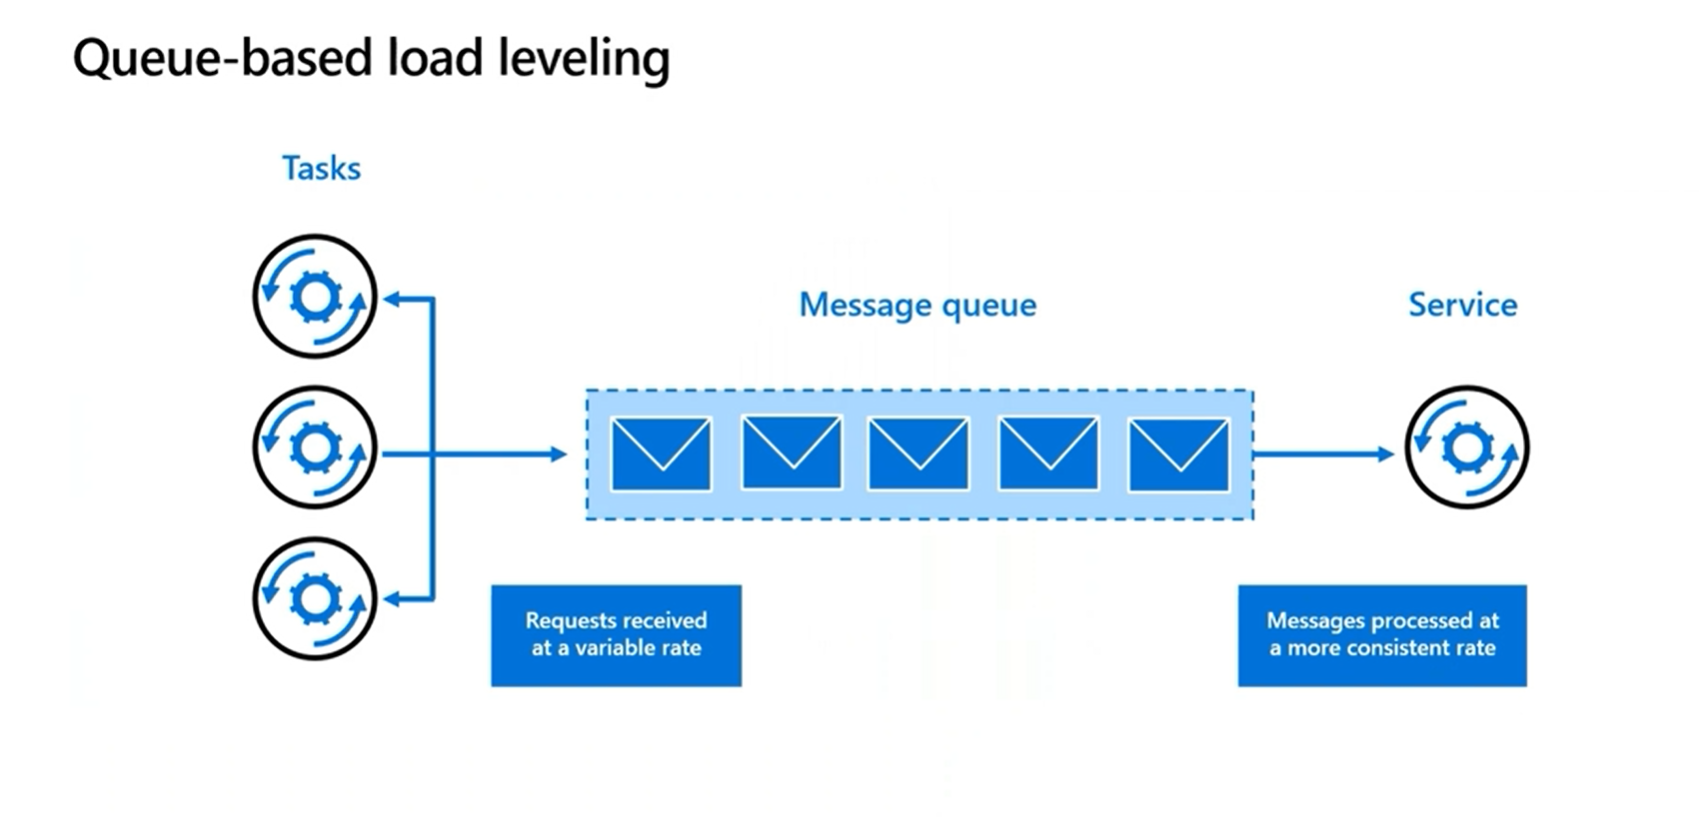 Queue-based load leveling
Tasks
Message queue
Service
Requests received
at a variable rate
Messages processed at
a more consistent rate